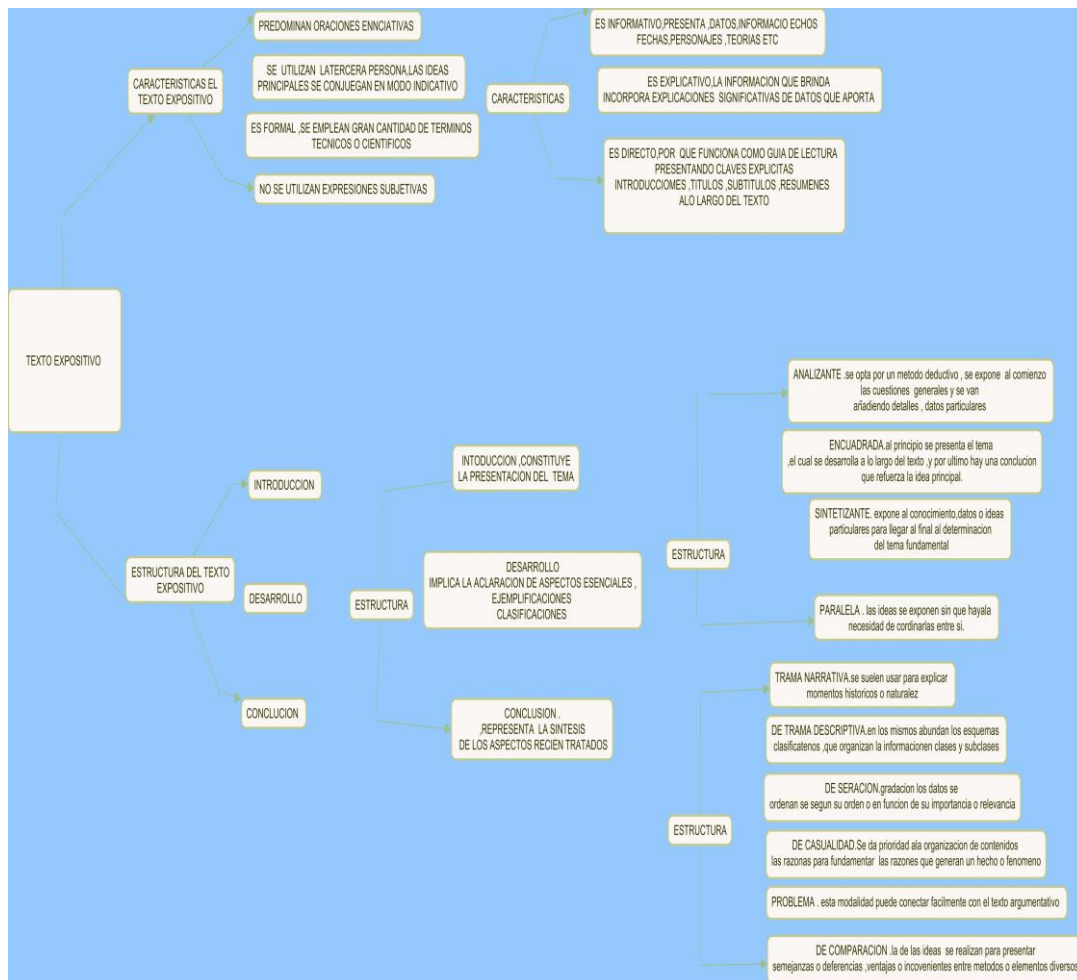 PREDOMINAN ORACIONES ENNCIATIVAS
CARACTERISTICAS EL
TEXTO EXPOSITIVO
SE UTILIZAN LATERCERA PERSONA,LAS IDEAS
PRINCIPALES SE CONJUEGAN EN MODO INDICATIVO
ES FORMAL ,SE EMPLEAN GRAN CANTIDAD DE TERMINOS
TECNICOS O CIENTIFICOS
NO SE UTILIZAN EXPRESIONES SUBJETIVAS
CARACTERISTICAS
ES INFORMATIVO,PRESENTA ,DATOS,INFORMACIO ECHOS
FECHAS,PERSONAJES ,TEORIAS ETC
ES EXPLICATIVO,LA INFORMACION QUE BRINDA
INCORPORA EXPLICACIONES SIGNIFICATIVAS DE DATOS QUE APORTA
ES DIRECTO,POR QUE FUNCIONA COMO GUIA DE LECTURA
PRESENTANDO CLAVES EXPLICITAS
INTRODUCCIOMES ,TITULOS ,SUBTITULOS ,RESUMENES
ALO LARGO DEL TEXTO
TEXTO EXPOSITIVO
ESTRUCTURA DEL TEXTO
EXPOSITIVO
INTRODUCCION
DESARROLLO
CONCLUCION
ESTRUCTURA
INTODUCCION ,CONSTITUYE
LA PRESENTACION DEL TEMA
DESARROLLO
IMPLICA LA ACLARACION DE ASPECTOS ESENCIALES ,
EJEMPLIFICACIONES
CLASIFICACIONES
CONCLUSION .
,REPRESENTA LA SINTESIS
DE LOS ASPECTOS RECIEN TRATADOS
ESTRUCTURA
ANALIZANTE .se opta por un metodo deductivo , se expone al comienzo
las cuestiones generales y se van
añadiendo detalles , datos particulares
ENCUADRADA.al principio se presenta el tema
,el cual se desarrolla a lo largo del texto ,y por ultimo hay una conclucion
que refuerza la idea principal.
SINTETIZANTE. expone al conocimiento,datos o ideas
particulares para llegar al final al determinacion
del tema fundamental
PARALELA . las ideas se exponen sin que hayala
necesidad de cordinarlas entre si.
ESTRUCTURA
TRAMA NARRATIVA.se suelen usar para explicar
momentos historicos o naturalez
DE TRAMA DESCRIPTIVA.en los mismos abundan los esquemas
clasificatenos ,que organizan la informacionen clases y subclases
DE SERACION.gradacion los datos se
ordenan se segun su orden o en funcion de su importancia o relevancia
DE CASUALIDAD.Se da prioridad ala organizacion de contenidos
las razonas para fundamentar las razones que generan un hecho o fenomeno
PROBLEMA . esta modalidad puede conectar facilmente con el texto argumentativo
DE COMPARACION .la de las ideas se realizan para presentar
semejanzas o deferencias ,ventajas o incovenientes entre metodos o elementos diversos